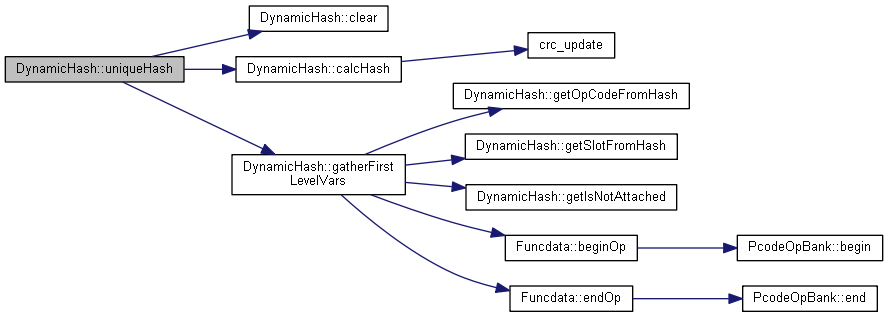 DynamicHash::clear
DynamicHash::uniqueHash
DynamicHash::calcHash
crc_update
DynamicHash::getOpCodeFromHash
DynamicHash::getSlotFromHash
DynamicHash::gatherFirst
LevelVars
DynamicHash::getIsNotAttached
Funcdata::beginOp
PcodeOpBank::begin
Funcdata::endOp
PcodeOpBank::end